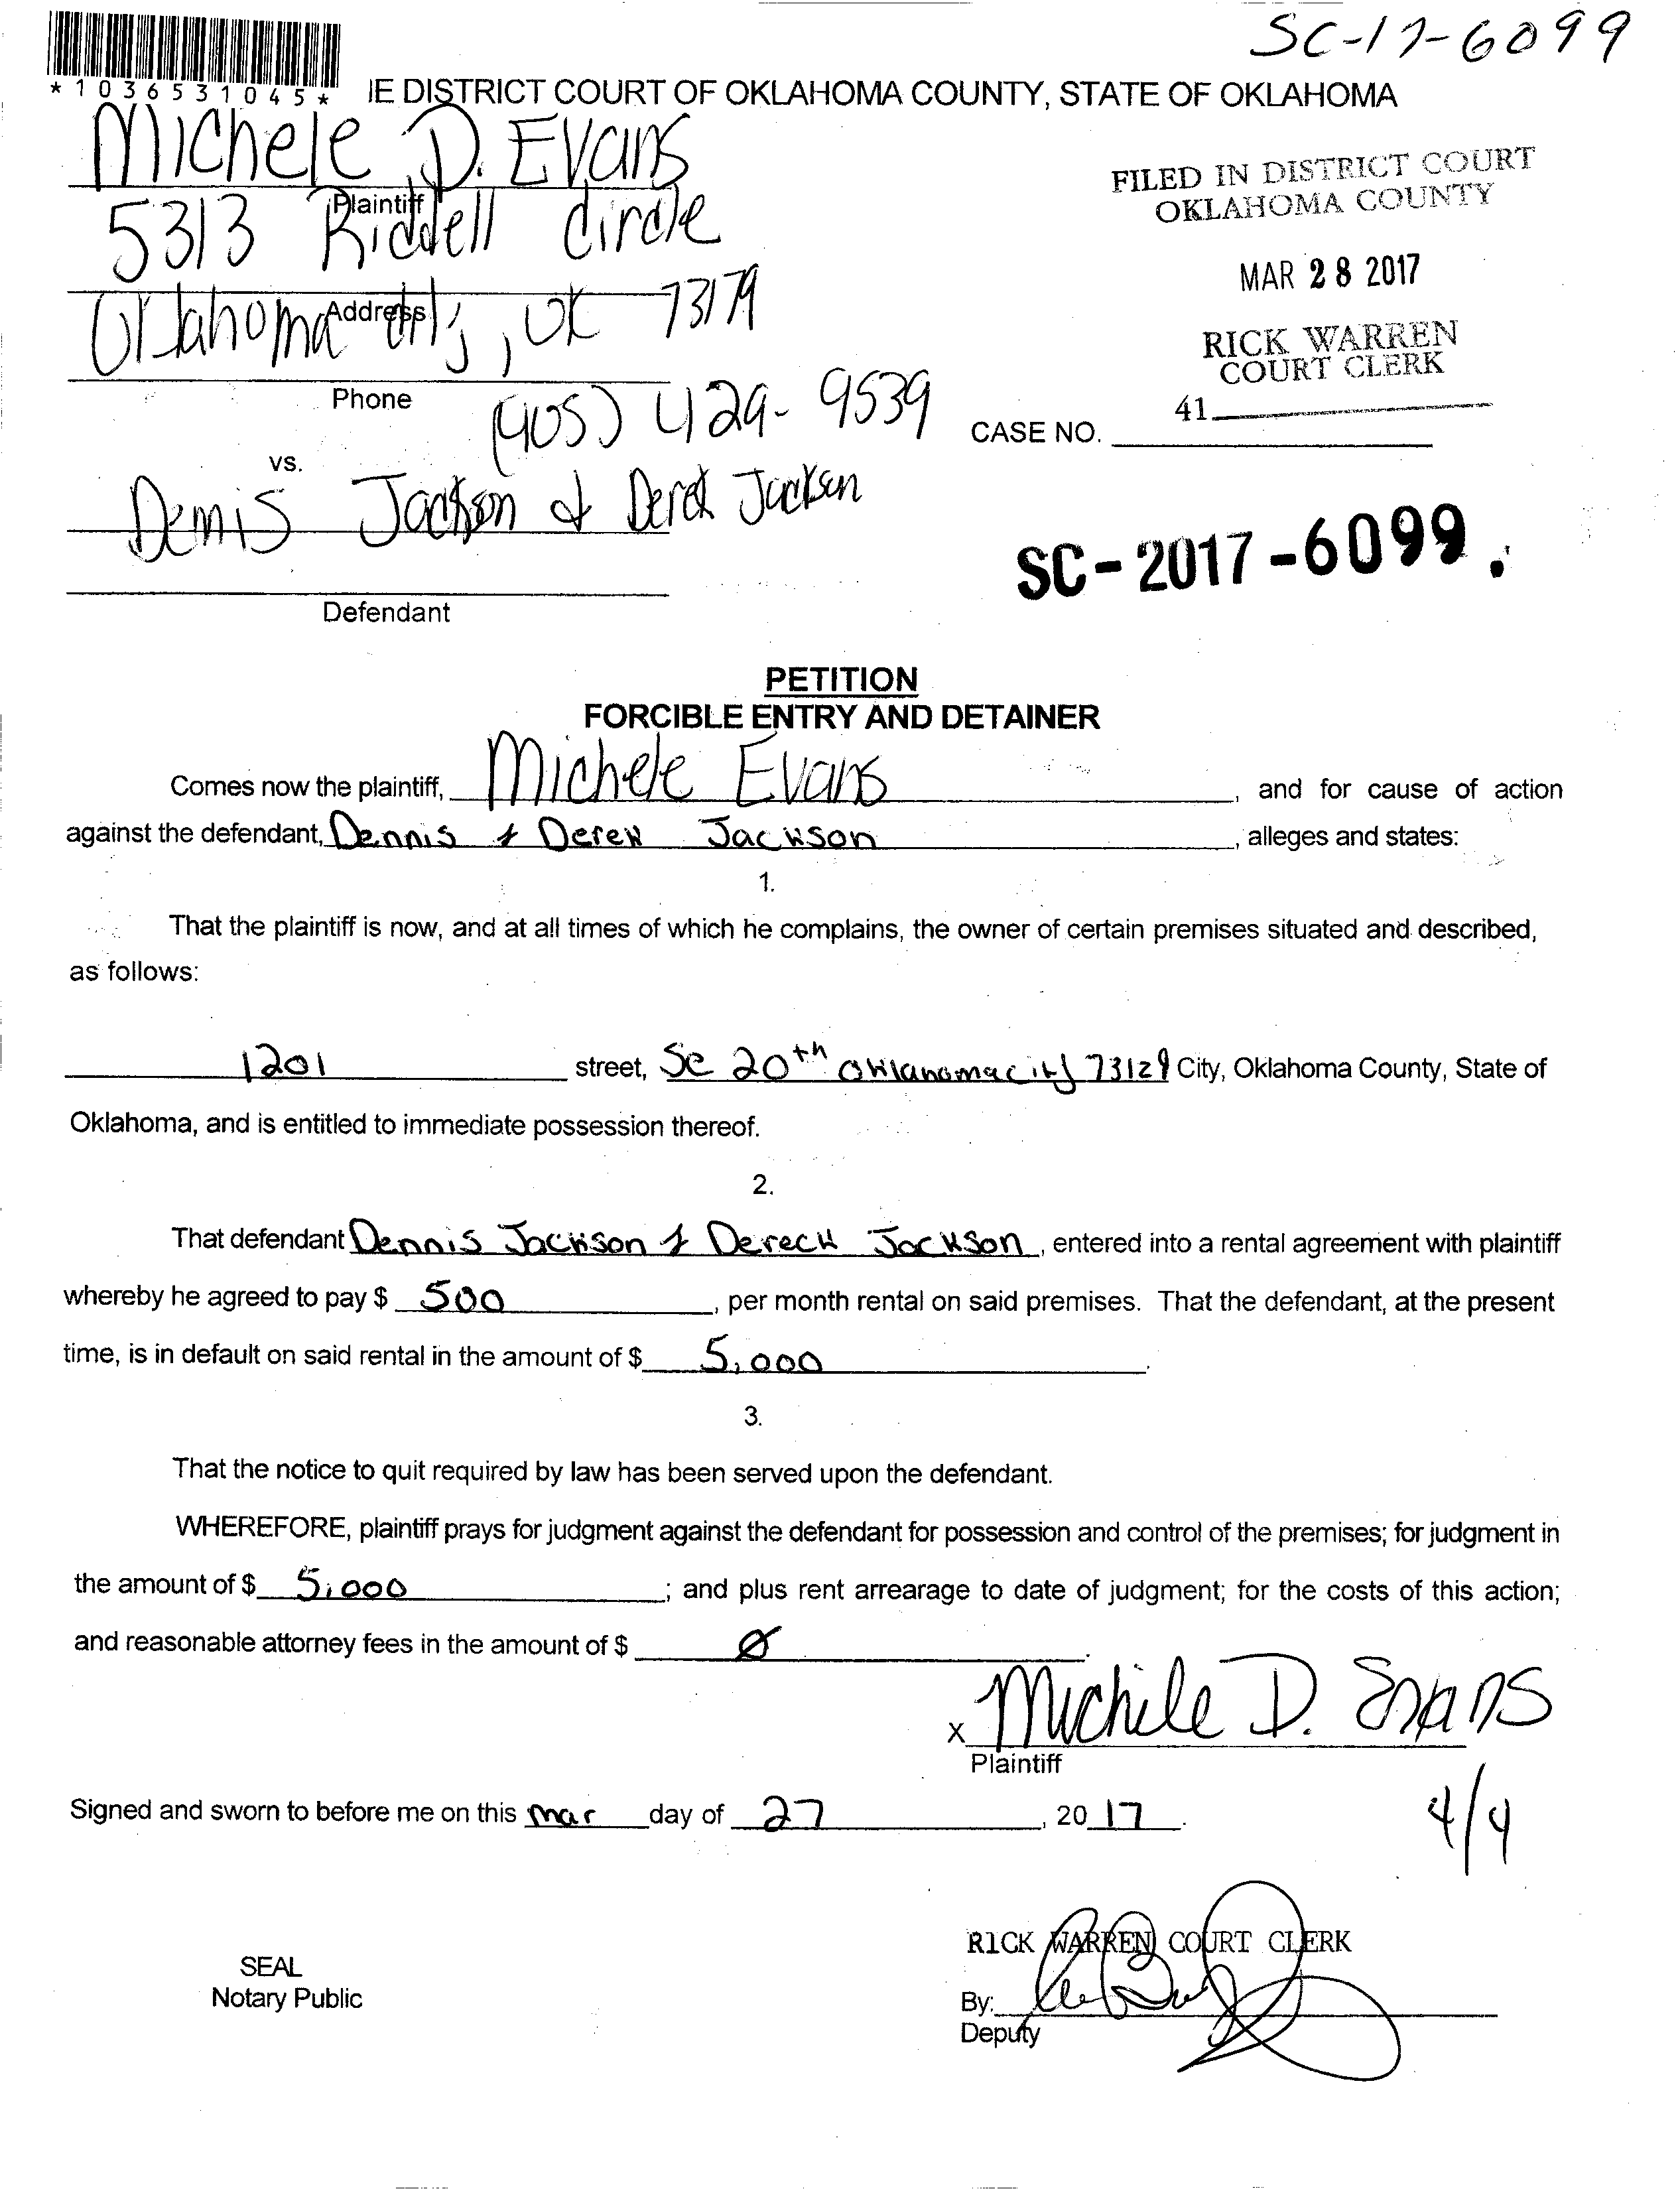 SC-17-6099
*1036531045*
IE DISTRICT COURT OF OKLAHOMA COUNTY, STATE OF OKLAHOMA
Michele D. Evans
Plaintiff
5313 Riddell circle
Address
Oklahoma City, OK 73179
Phone
(405) 429-9539
FILED IN DISTRICT COURT
OKLAHOMA COUNTY
MAR 28 2017
RICK WARREN
COURT CLERK
41
CASE NO.
vs.
Dennis Jackson & Derek Jackson
Defendant
SC-2017-6099.
PETITION
FORCIBLE ENTRY AND DETAINER
Comes now the plaintiff, Michele Evans, and for cause of action
against the defendant, Dennis & Derek Jackson, alleges and states:
1.
That the plaintiff is now, and at all times of which he complains, the owner of certain premises situated and described,
as follows:
1201 street, Se 20th Oklahomacity 73129 City, Oklahoma County, State of
Oklahoma, and is entitled to immediate possession thereof.
2.
That defendant Dennis Jackson & Dereck Jackson, entered into a rental agreement with plaintiff
whereby he agreed to pay $ 500, per month rental on said premises. That the defendant, at the present
time, is in default on said rental in the amount of $ 5,000.
3.
That the notice to quit required by law has been served upon the defendant.
WHEREFORE, plaintiff prays for judgment against the defendant for possession and control of the premises; for judgment in
the amount of $ 5,000; and plus rent arrearage to date of judgment; for the costs of this action;
and reasonable attorney fees in the amount of $ Ø.
x Michele D. Evans
Plaintiff
Signed and sworn to before me on this mar day of 27, 2017.
4/4
SEAL
Notary Public
RICK WARREN COURT CLERK
By:
Deputy